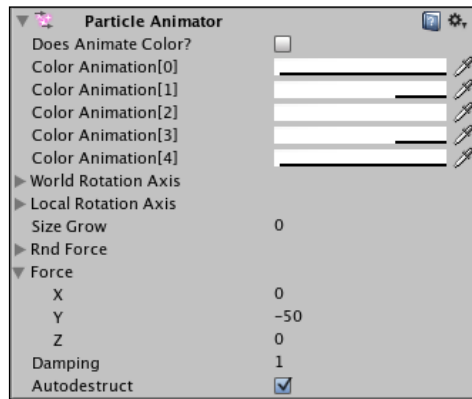 Particle Animator
Does Animate Color?
Color Animation[0]
Color Animation[1]
Color Animation[2]
Color Animation[3]
Color Animation[4]
World Rotation Axis
Local Rotation Axis
Size Grow 0
Rnd Force
Force
X 0
Y -50
Z 0
Damping 1
Autodestruct